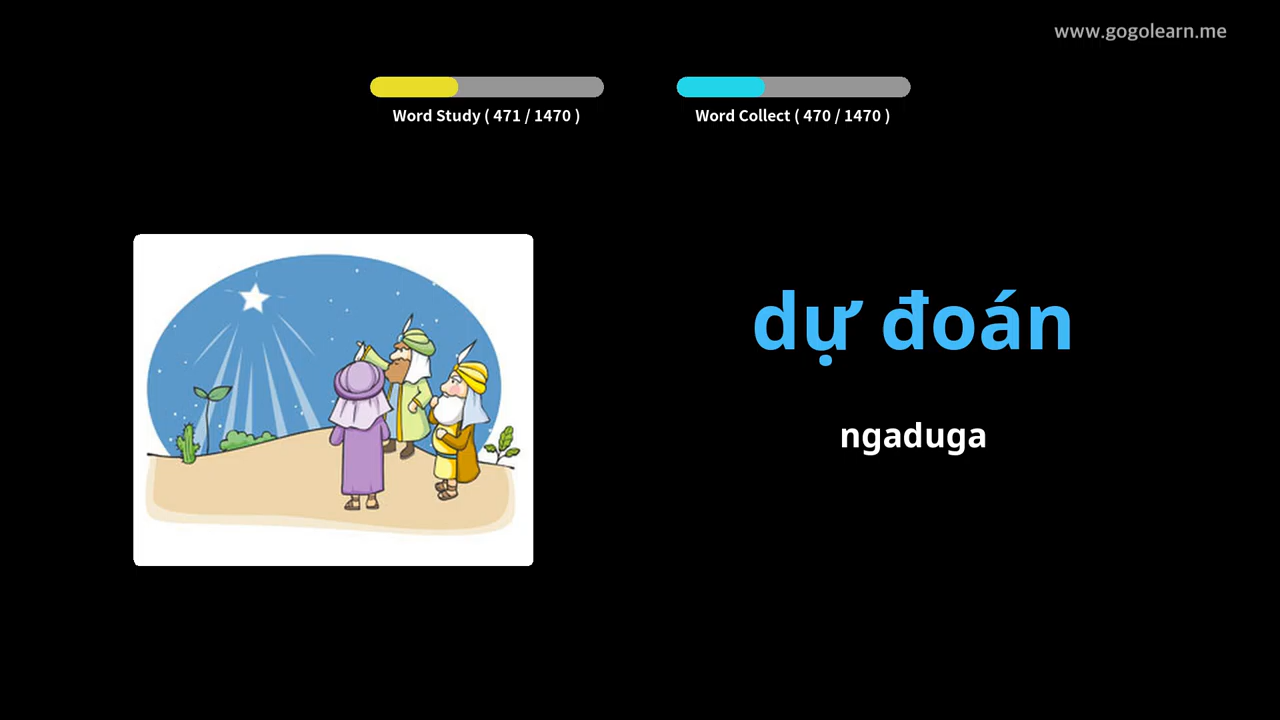 www.gogolearn.me
Word Study ( 471 / 1470 )
Word Collect ( 470 / 1470 )
dự đoán
ngaduga